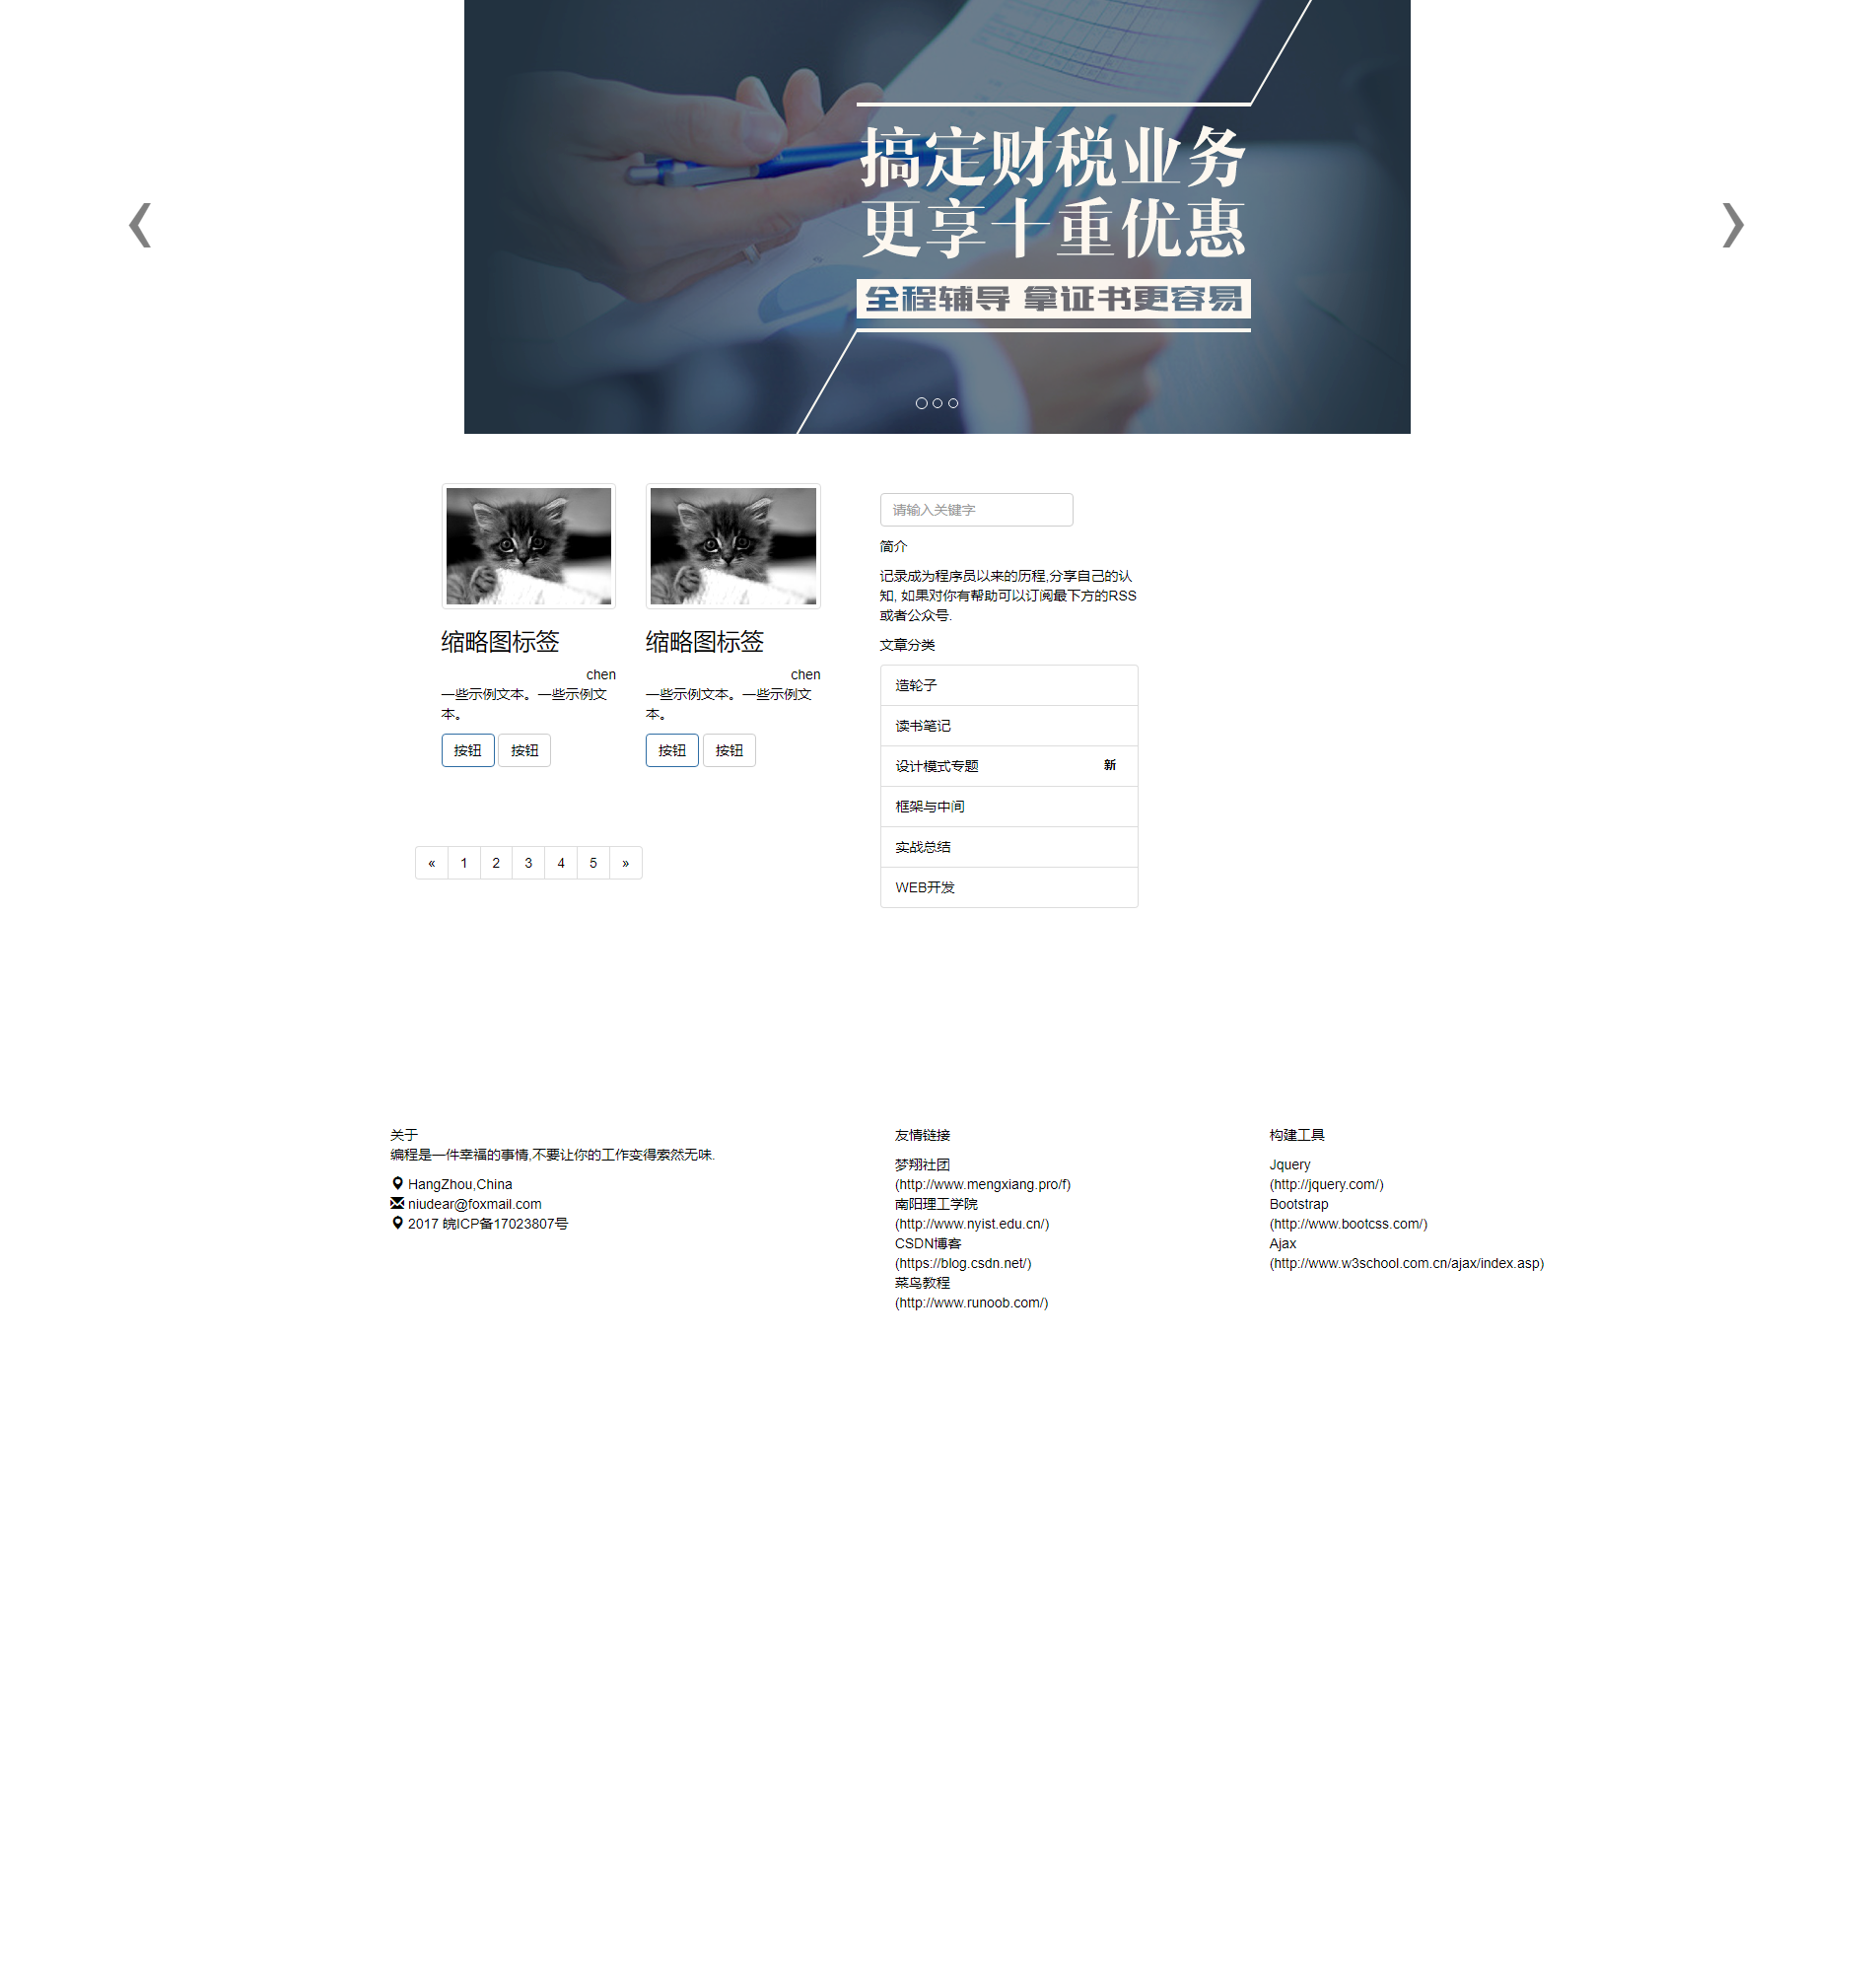 搞定财税业务
更享十重优惠
全程辅导 拿证书更容易
缩略图标签
chen
一些示例文本。一些示例文
本。
按钮 按钮
缩略图标签
chen
一些示例文本。一些示例文
本。
按钮 按钮
« 1 2 3 4 5 »
请输入关键字
简介
记录成为程序员以来的历程,分享自己的认
知, 如果对你有帮助可以订阅最下方的RSS
或者公众号.
文章分类
造轮子
读书笔记
设计模式专题 新
框架与中间
实战总结
WEB开发
关于
编程是一件幸福的事情,不要让你的工作变得索然无味.
HangZhou,China
niudear@foxmail.com
2017 皖ICP备17023807号
友情链接
梦翔社团
(http://www.mengxiang.pro/f)
南阳理工学院
(http://www.nyist.edu.cn/)
CSDN博客
(https://blog.csdn.net/)
菜鸟教程
(http://www.runoob.com/)
构建工具
Jquery
(http://jquery.com/)
Bootstrap
(http://www.bootcss.com/)
Ajax
(http://www.w3school.com.cn/ajax/index.asp)